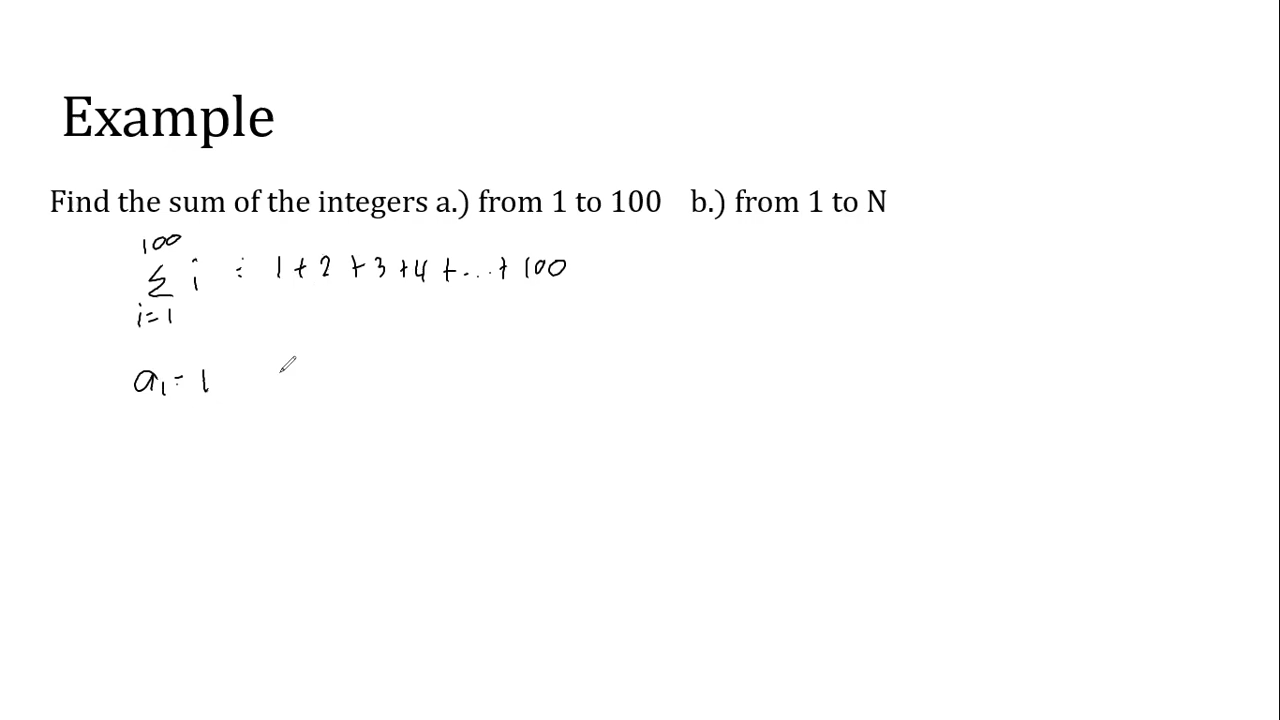 Example
Find the sum of the integers a.) from 1 to 100 b.) from 1 to N
100
Σ i = 1 + 2 + 3 + 4 + ... + 100
i=1
a₁ = 1